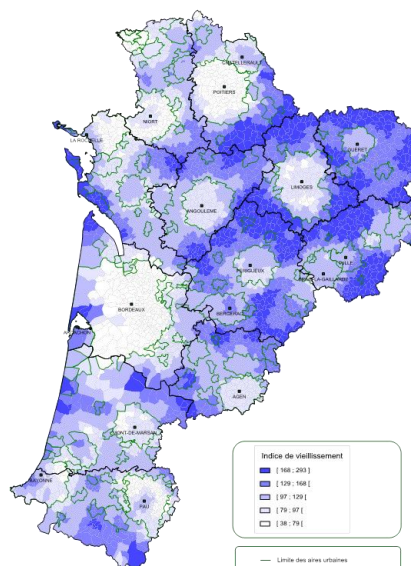 CHATELLERAULT
POITIERS
NIORT
LA ROCHELLE
GUERET
LIMOGES
ANGOULEME
TULLE
PERIGUEUX
BRIVE-LA-GAILLARDE
BORDEAUX
BERGERAC
AGEN
MONT-DE-MARSAN
BAYONNE
PAU
Indice de vieillissement
[ 168 ; 293 ]
[ 129 ; 168 [
[ 97 ; 129 [
[ 79 ; 97 [
[ 38 ; 79 [
Limite des aires urbaines